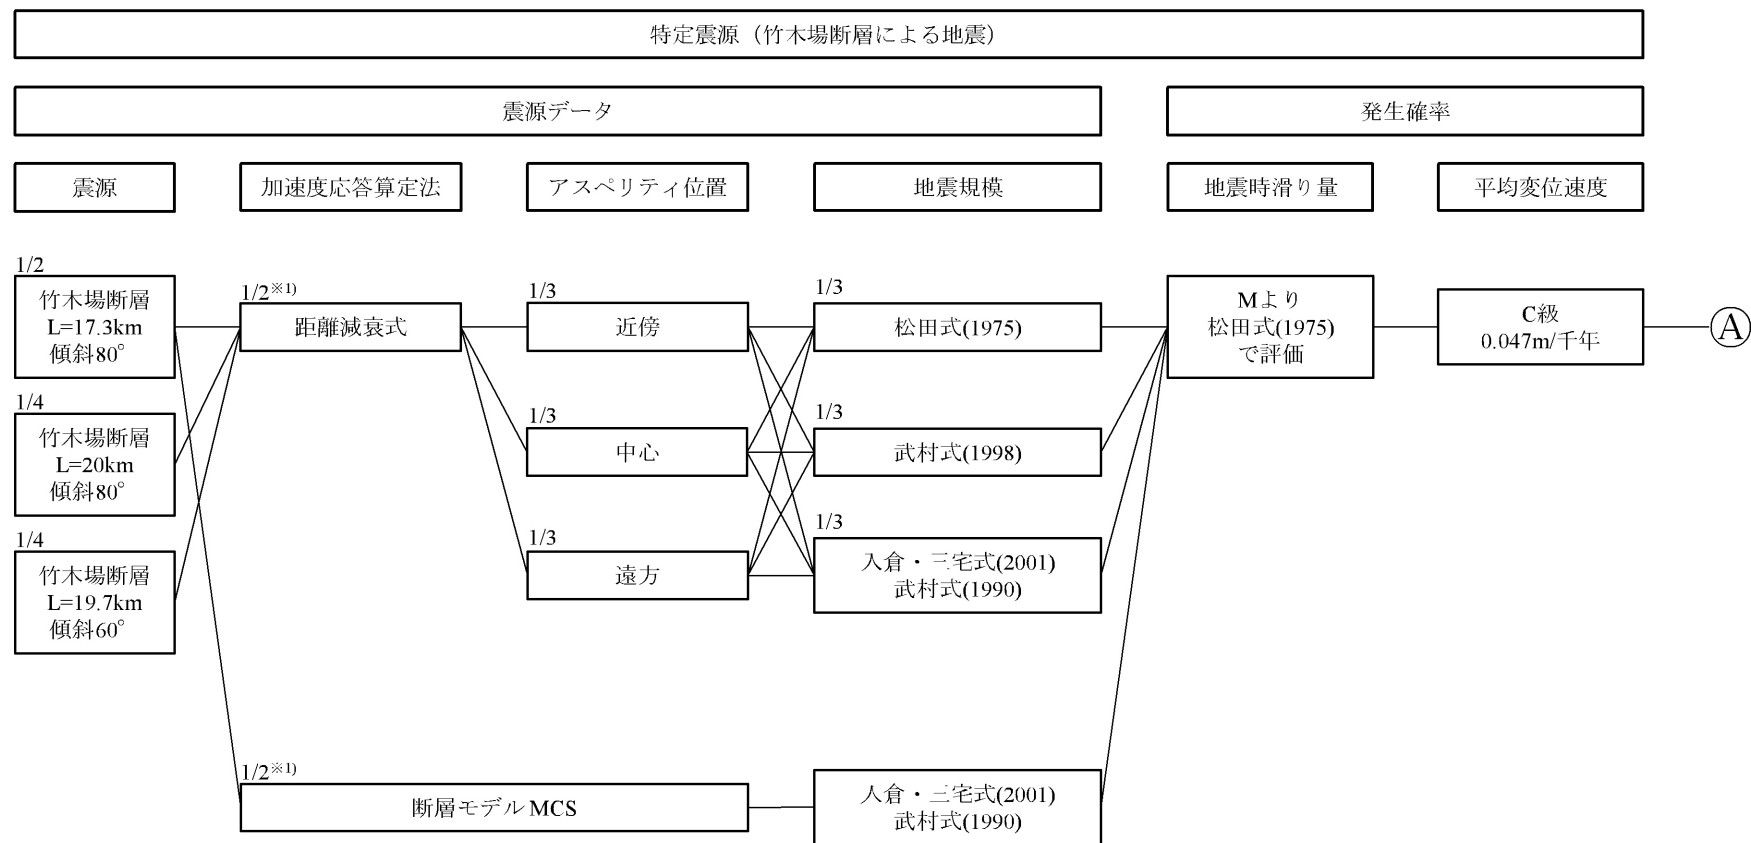 特定震源（竹木場断層による地震）
震源データ
発生確率
震源
加速度応答算定法
アスペリティ位置
地震規模
地震時滑り量
平均変位速度
1/2
竹木場断層
L=17.3km
傾斜80°
1/2※1)
距離減衰式
1/3
近傍
1/3
松田式(1975)
Mより
松田式(1975)
で評価
C級
0.047m/千年
A
1/4
竹木場断層
L=20km
傾斜80°
1/3
中心
1/3
武村式(1998)
1/4
竹木場断層
L=19.7km
傾斜60°
1/3
遠方
1/3
入倉・三宅式(2001)
武村式(1990)
1/2※1)
断層モデルMCS
入倉・三宅式(2001)
武村式(1990)